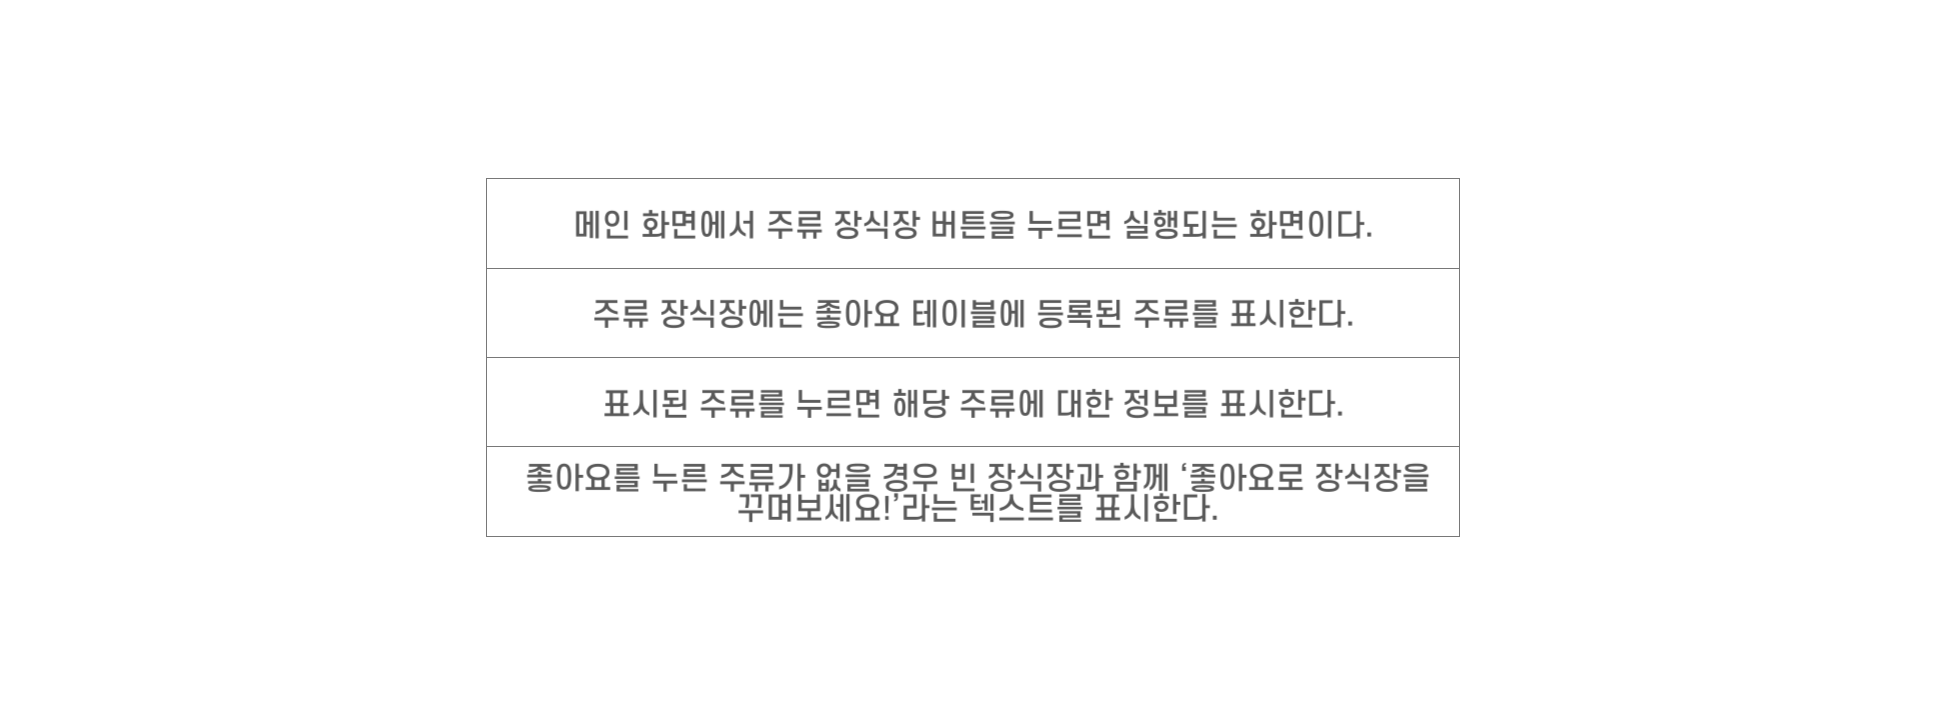 메인 화면에서 주류 장식장 버튼을 누르면 실행되는 화면이다.
주류 장식장에는 좋아요 테이블에 등록된 주류를 표시한다.
표시된 주류를 누르면 해당 주류에 대한 정보를 표시한다.
좋아요를 누른 주류가 없을 경우 빈 장식장과 함께 ‘좋아요로 장식장을
꾸며보세요!’라는 텍스트를 표시한다.